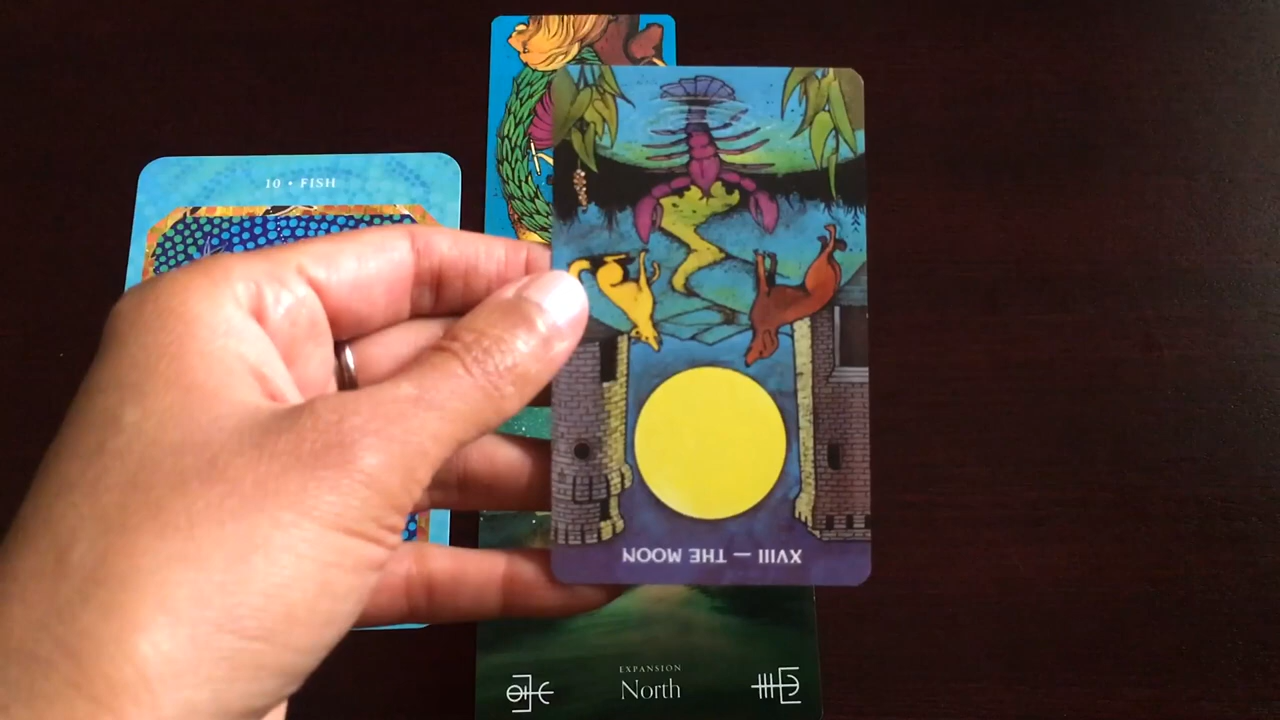 10 • FISH
XVIII — THE MOON
EXPANSION
North